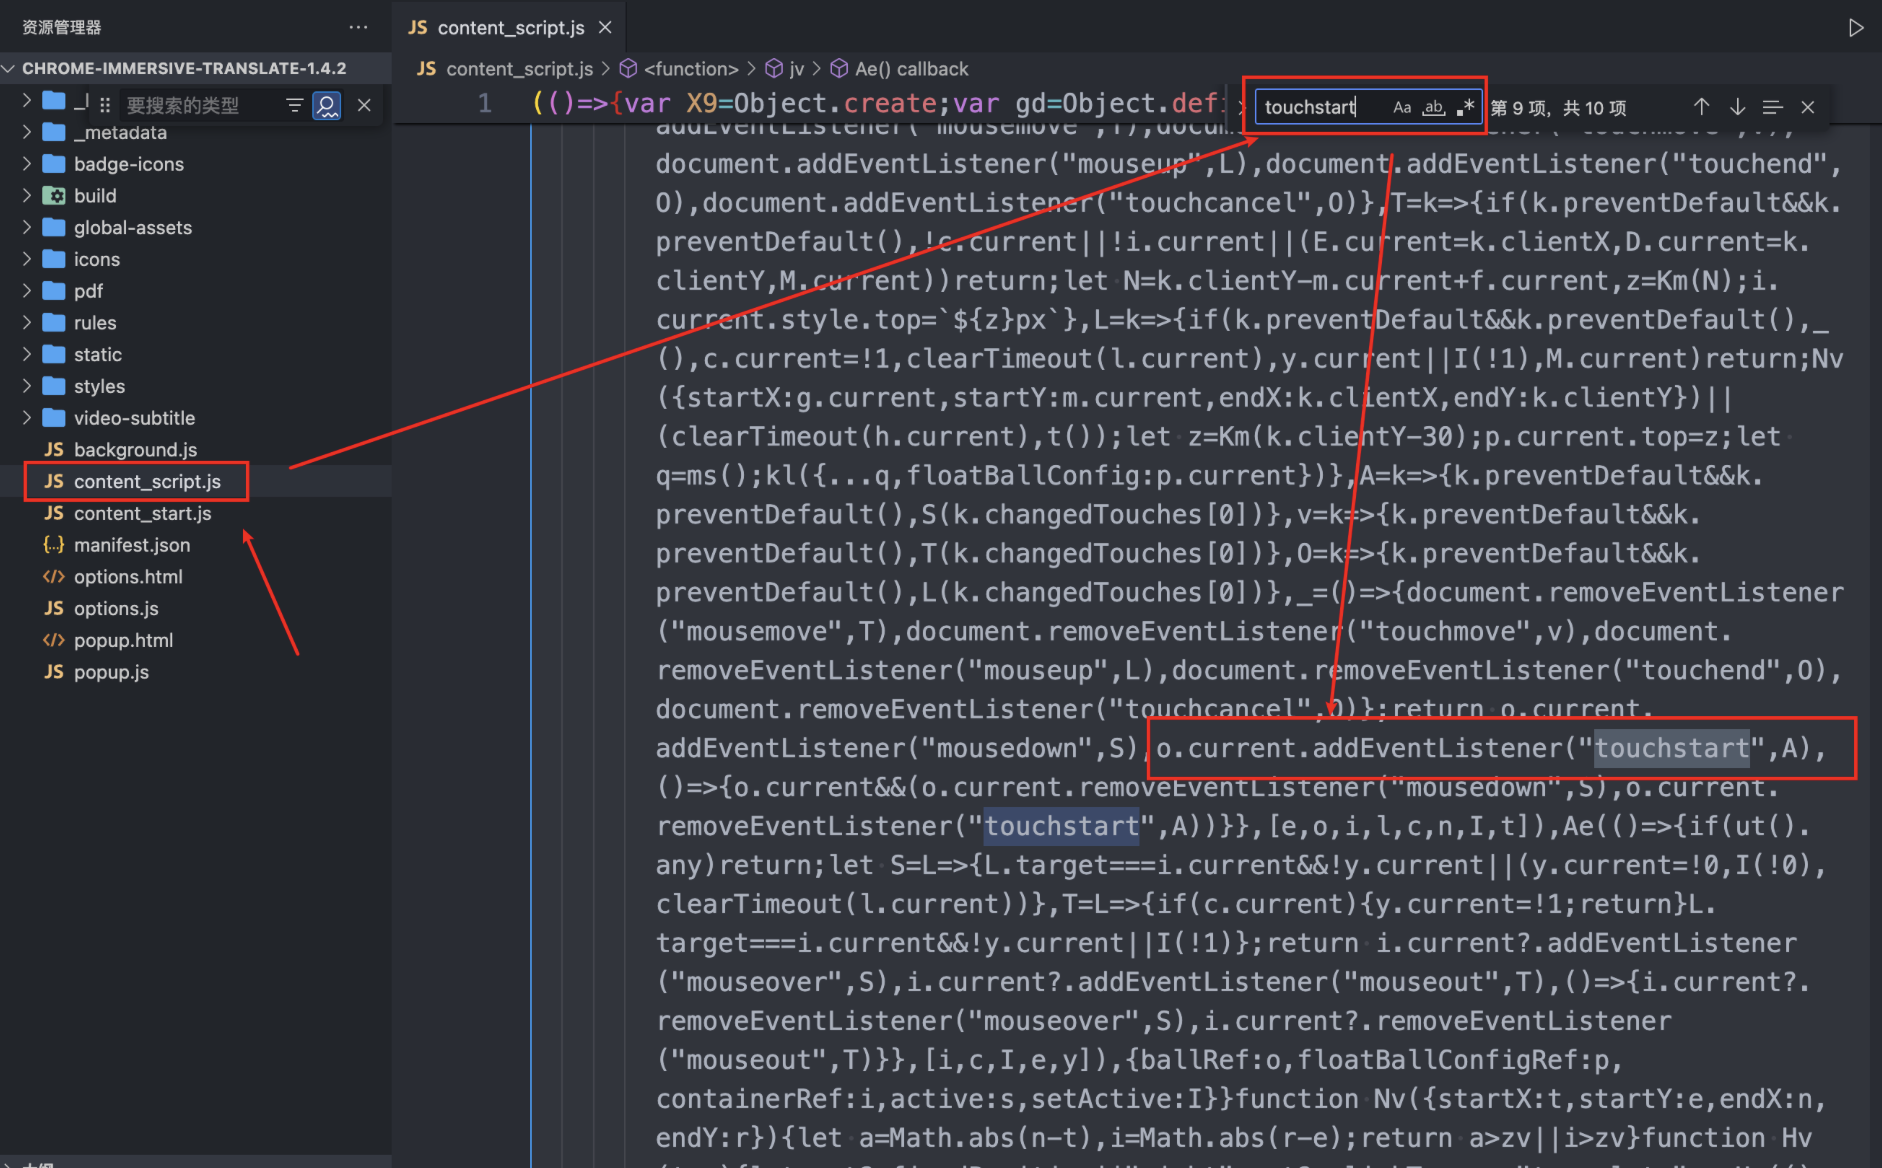 资源管理器
···
CHROME-IMMERSIVE-TRANSLATE-1.4.2
要搜索的类型
_metadata
badge-icons
build
global-assets
icons
pdf
rules
static
styles
video-subtitle
JS background.js
JS content_script.js
JS content_start.js
{..} manifest.json
</> options.html
JS options.js
</> popup.html
JS popup.js
JS content_script.js
JS content_script.js > <function> > jv > Ae() callback
1 (()=>{var X9=Object.create;var gd=Object.defi
touchstart Aa ab .* 第 9 项，共 10 项
addEventListener("mousemove",T),docum
document.addEventListener("mouseup",L),document.addEventListener("touchend",
O),document.addEventListener("touchcancel",O)},T=k=>{if(k.preventDefault&&k.
preventDefault(),!c.current||!i.current||(E.current=k.clientX,D.current=k.
clientY,M.current))return;let N=k.clientY-m.current+f.current,z=Km(N);i.
current.style.top=`${z}px`},L=k=>{if(k.preventDefault&&k.preventDefault(),_
(),c.current=!1,clearTimeout(l.current),y.current||I(!1),M.current)return;Nv
({startX:g.current,startY:m.current,endX:k.clientX,endY:k.clientY})||
(clearTimeout(h.current),t());let z=Km(k.clientY-30);p.current.top=z;let
q=ms();kl({...q,floatBallConfig:p.current})},A=k=>{k.preventDefault&&k.
preventDefault(),S(k.changedTouches[0])},v=k=>{k.preventDefault&&k.
preventDefault(),T(k.changedTouches[0])},O=k=>{k.preventDefault&&k.
preventDefault(),L(k.changedTouches[0])},_=()=>{document.removeEventListener
("mousemove",T),document.removeEventListener("touchmove",v),document.
removeEventListener("mouseup",L),document.removeEventListener("touchend",O),
document.removeEventListener("touchcancel",O)};return o.current.
addEventListener("mousedown",S),o.current.addEventListener("touchstart",A),
()=>{o.current&&(o.current.removeEventListener("mousedown",S),o.current.
removeEventListener("touchstart",A))}},[e,o,i,l,c,n,I,t]),Ae(()=>{if(ut().
any)return;let S=L=>{L.target===i.current&&!y.current||(y.current=!0,I(!0),
clearTimeout(l.current))},T=L=>{if(c.current){y.current=!1;return}L.
target===i.current&&!y.current||I(!1)};return i.current?.addEventListener
("mouseover",S),i.current?.addEventListener("mouseout",T),()=>{i.current?.
removeEventListener("mouseover",S),i.current?.removeEventListener
("mouseout",T)}},[i,c,I,e,y]),{ballRef:o,floatBallConfigRef:p,
containerRef:i,active:s,setActive:I}}function Nv({startX:t,startY:e,endX:n,
endY:r}){let a=Math.abs(n-t),i=Math.abs(r-e);return a>zv||i>zv}function Hv